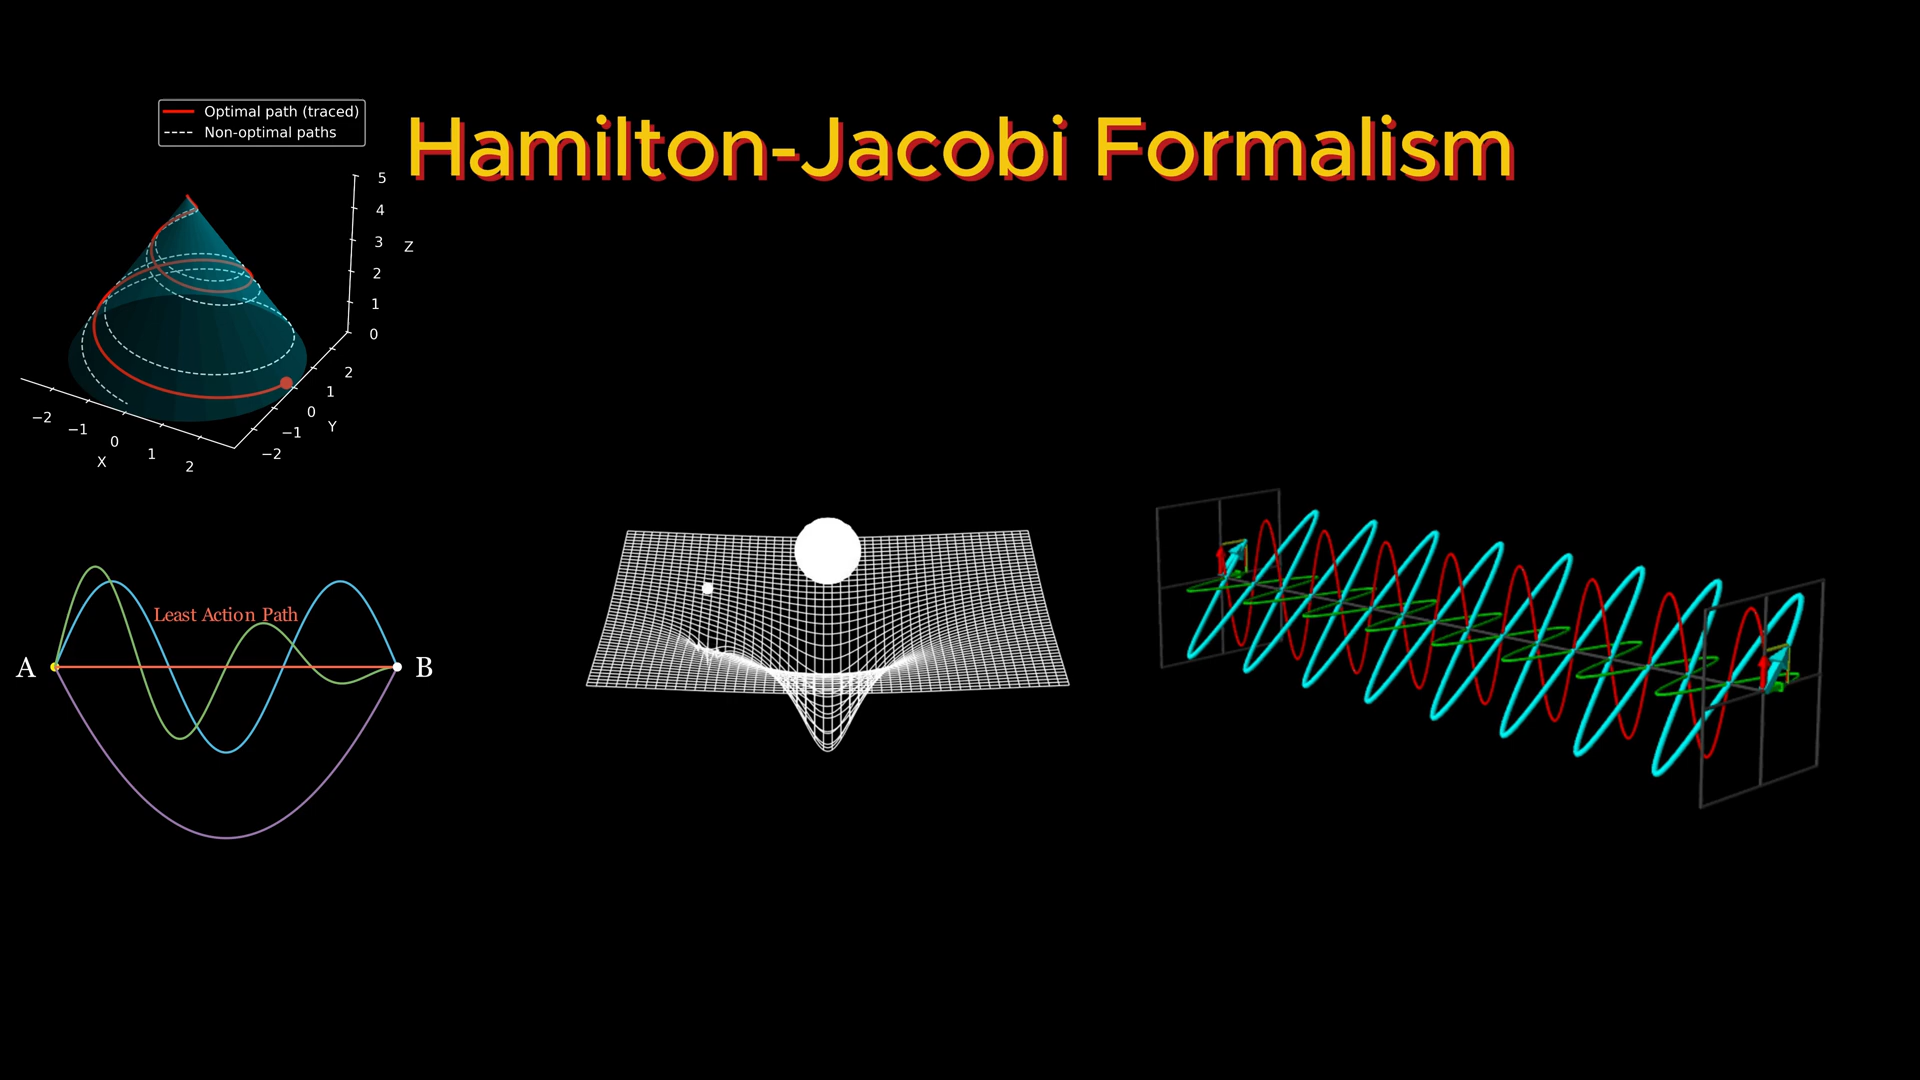 Hamilton-Jacobi Formalism
Optimal path (traced)
Non-optimal paths
5
4
3
2
1
0
Z
2
1
0
−1
−2
Y
−2
−1
0
1
2
X
Least Action Path
A
B